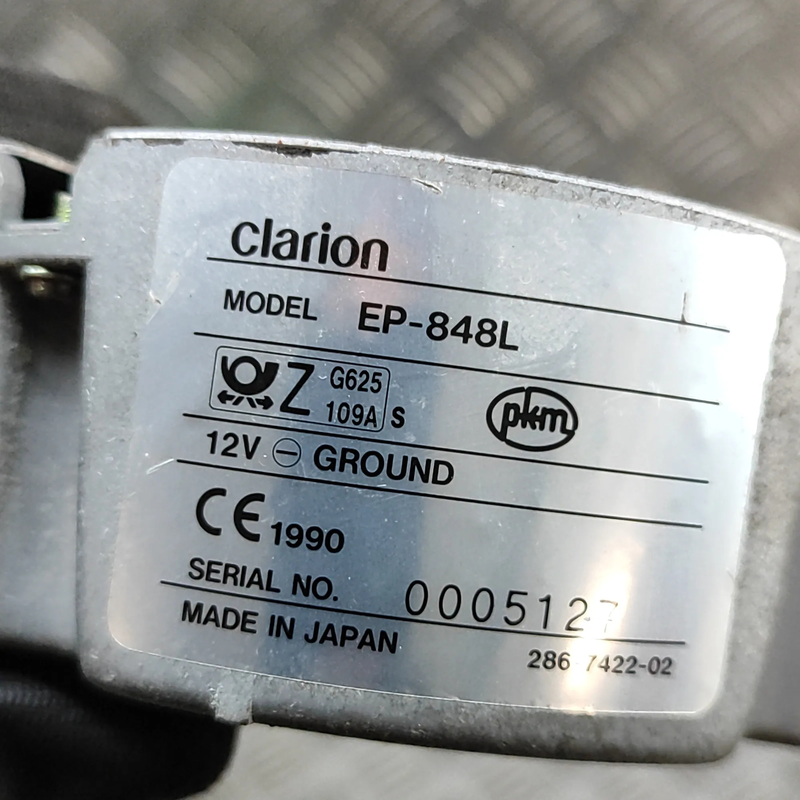 clarion
MODEL EP-848L
Z G625
109A S
pkm
12V ⊖ GROUND
CE 1990
SERIAL NO. 0005127
MADE IN JAPAN
286-7422-02